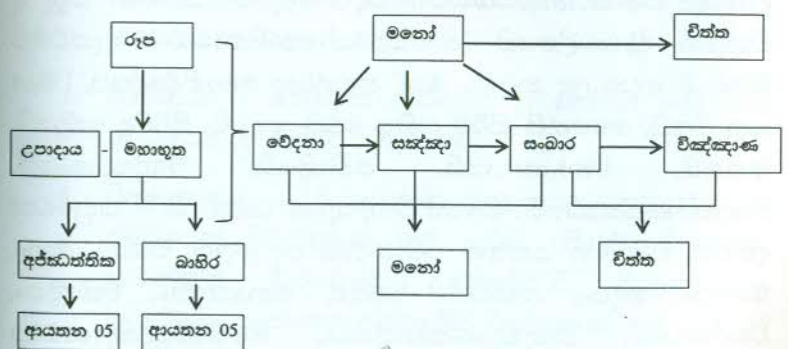 රූප
මනෝ
චිත්ත
උපාදාය - මහාභූත
වේදනා
සඤ්ඤා
සංඛාර
විඤ්ඤාණ
අජ්ඣත්තික
බාහිර
මනෝ
චිත්ත
ආයතන 05
ආයතන 05